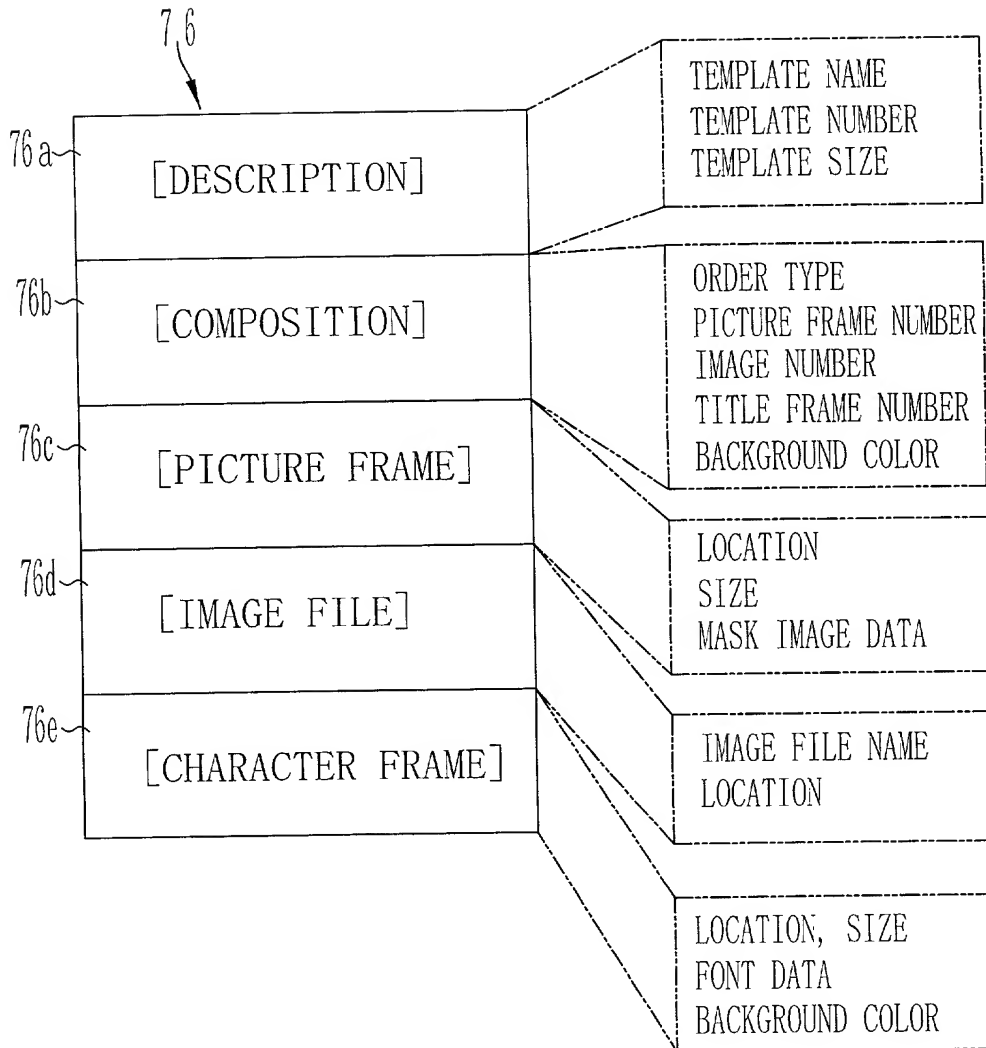 76
TEMPLATE NAME
TEMPLATE NUMBER
TEMPLATE SIZE
76a
[DESCRIPTION]
ORDER TYPE
PICTURE FRAME NUMBER
IMAGE NUMBER
TITLE FRAME NUMBER
BACKGROUND COLOR
76b
[COMPOSITION]
76c
[PICTURE FRAME]
LOCATION
SIZE
MASK IMAGE DATA
76d
[IMAGE FILE]
IMAGE FILE NAME
LOCATION
76e
[CHARACTER FRAME]
LOCATION, SIZE
FONT DATA
BACKGROUND COLOR